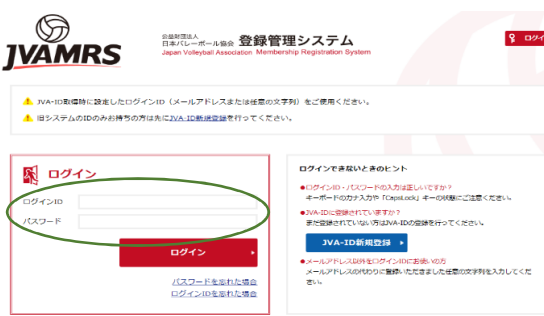 JVAMRS
公益財団法人
日本バレーボール協会 登録管理システム
Japan Volleyball Association Membership Registration System
ログイ
JVA-ID取得時に設定したログインID（メールアドレスまたは任意の文字列）をご使用ください。
旧システムのIDのみお持ちの方は先にJVA-ID新規登録を行ってください。
ログイン
ログインID
パスワード
ログイン
パスワードを忘れた場合
ログインIDを忘れた場合
ログインできないときのヒント
●ログインID・パスワードの入力は正しいですか？
キーボードのカナ入力や「CapsLock」キーの状態にご注意ください。
●JVA-IDに登録されていますか？
まだ登録されていない方はJVA-IDの登録を行ってください。
JVA-ID新規登録
●メールアドレス以外をログインIDにお使いの方
メールアドレスの代わりに登録いただきました任意の文字列を入力してくだ
さい。